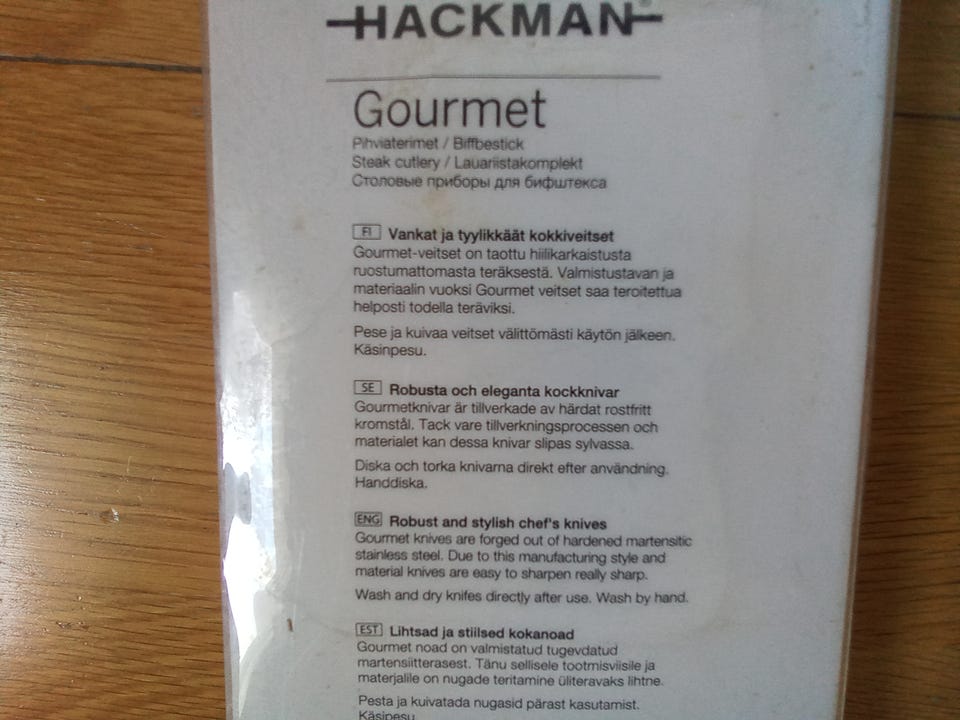 HACKMAN®
Gourmet
Pihviaterimet / Biffbestick
Steak cutlery / Lauariistakomplekt
Столовые приборы для бифштекса
FI Vankat ja tyylikkäät kokkiveitset
Gourmet-veitset on taottu hiilikarkaistusta
ruostumattomasta teräksestä. Valmistustavan ja
materiaalin vuoksi Gourmet veitset saa teroitettua
helposti todella teräviksi.
Pese ja kuivaa veitset välittömästi käytön jälkeen.
Käsinpesu.
SE Robusta och eleganta kockknivar
Gourmetknivar är tillverkade av härdat rostfritt
kromstål. Tack vare tillverkningsprocessen och
materialet kan dessa knivar slipas sylvassa.
Diska och torka knivarna direkt efter användning.
Handdiska.
ENG Robust and stylish chef's knives
Gourmet knives are forged out of hardened martensitic
stainless steel. Due to this manufacturing style and
material knives are easy to sharpen really sharp.
Wash and dry knifes directly after use. Wash by hand.
EST Lihtsad ja stiilsed kokanoad
Gourmet noad on valmistatud tugevdatud
martensiitterasest. Tänu sellisele tootmisviisile ja
materjalile on nugade teritamine üliteravaks lihtne.
Pesta ja kuivatada nugasid pärast kasutamist.
Käsipesu.